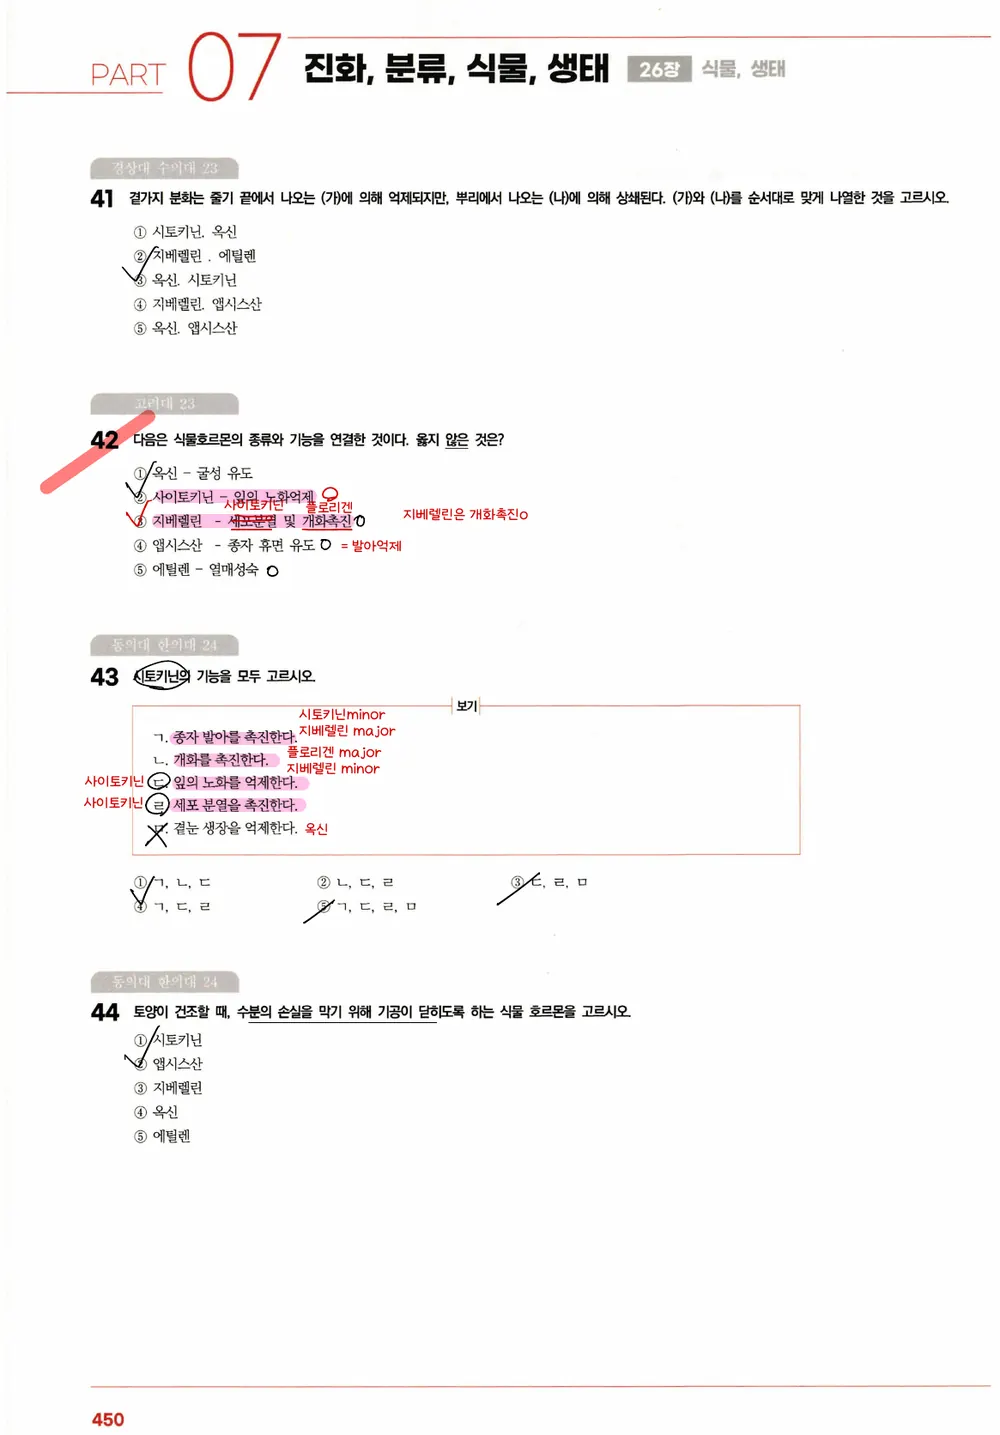 PART 07 진화, 분류, 식물, 생태 26장 식물, 생태
경상대 수의대 23
41 곁가지 분화는 줄기 끝에서 나오는 (가)에 의해 억제되지만, 뿌리에서 나오는 (나)에 의해 상쇄된다. (가)와 (나)를 순서대로 맞게 나열한 것을 고르시오.
① 시토키닌. 옥신
② 지베렐린 . 에틸렌
③ 옥신. 시토키닌
④ 지베렐린. 앱시스산
⑤ 옥신. 앱시스산
고려대 23
42 다음은 식물호르몬의 종류와 기능을 연결한 것이다. 옳지 않은 것은?
① 옥신 - 굴성 유도
② 사이토키닌 - 잎의 노화억제
사이토키닌 플로리겐
③ 지베렐린 - 세포분열 및 개화촉진
지베렐린은 개화촉진o
④ 앱시스산 - 종자 휴면 유도 = 발아억제
⑤ 에틸렌 - 열매성숙
동의대 한의대 24
43 시토키닌의 기능을 모두 고르시오.
보기
시토키닌minor
ㄱ. 종자 발아를 촉진한다. 지베렐린 major
플로리겐 major
ㄴ. 개화를 촉진한다.
지베렐린 minor
사이토키닌 ㄷ. 잎의 노화를 억제한다.
사이토키닌 ㄹ. 세포 분열을 촉진한다.
ㅁ. 곁눈 생장을 억제한다. 옥신
① ㄱ, ㄴ, ㄷ ② ㄴ, ㄷ, ㄹ ③ ㄷ, ㄹ, ㅁ
④ ㄱ, ㄷ, ㄹ ⑤ ㄱ, ㄷ, ㄹ, ㅁ
동의대 한의대 24
44 토양이 건조할 때, 수분의 손실을 막기 위해 기공이 닫히도록 하는 식물 호르몬을 고르시오.
① 시토키닌
② 앱시스산
③ 지베렐린
④ 옥신
⑤ 에틸렌
450